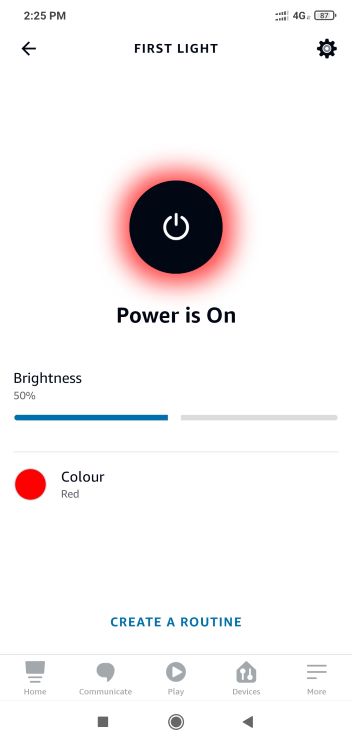 2:25 PM 4G 87
FIRST LIGHT
Power is On
Brightness
50%
Colour
Red
CREATE A ROUTINE
Home Communicate Play Devices More